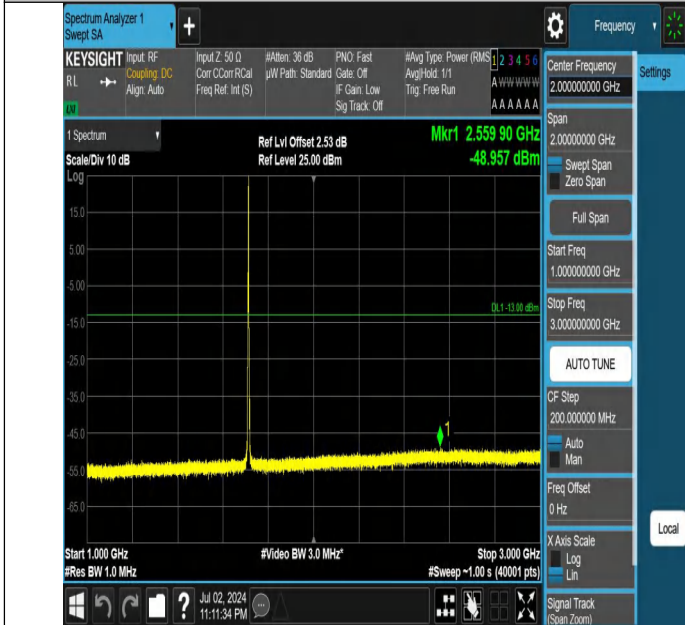 Spectrum Analyzer 1
Swept SA
Frequency
KEYSIGHT
RL
Input: RF
Coupling: DC
Align: Auto
Input Z: 50 Ω
Corr CCorr RCal
Freq Ref: Int (S)
#Atten: 36 dB
µW Path: Standard
PNO: Fast
Gate: Off
IF Gain: Low
Sig Track: Off
#Avg Type: Power (RMS
Avg|Hold: 1/1
Trig: Free Run
1 2 3 4 5 6
A W W W W W
A A A A A A
1 Spectrum
Scale/Div 10 dB
Log
Ref Lvl Offset 2.53 dB
Ref Level 25.00 dBm
Mkr1 2.559 90 GHz
-48.957 dBm
15.0
5.00
-5.00
DL1 -13.00 dBm
-15.0
-25.0
-35.0
-45.0
1
-55.0
-65.0
Start 1.000 GHz
#Video BW 3.0 MHz*
Stop 3.000 GHz
#Res BW 1.0 MHz
#Sweep ~1.00 s (40001 pts)
Center Frequency
2.000000000 GHz
Settings
Span
2.00000000 GHz
Swept Span
Zero Span
Full Span
Start Freq
1.000000000 GHz
Stop Freq
3.000000000 GHz
AUTO TUNE
CF Step
200.000000 MHz
Auto
Man
Freq Offset
0 Hz
X Axis Scale
Log
Lin
Signal Track
(Span Zoom)
Local
?
Jul 02, 2024
11:11:34 PM